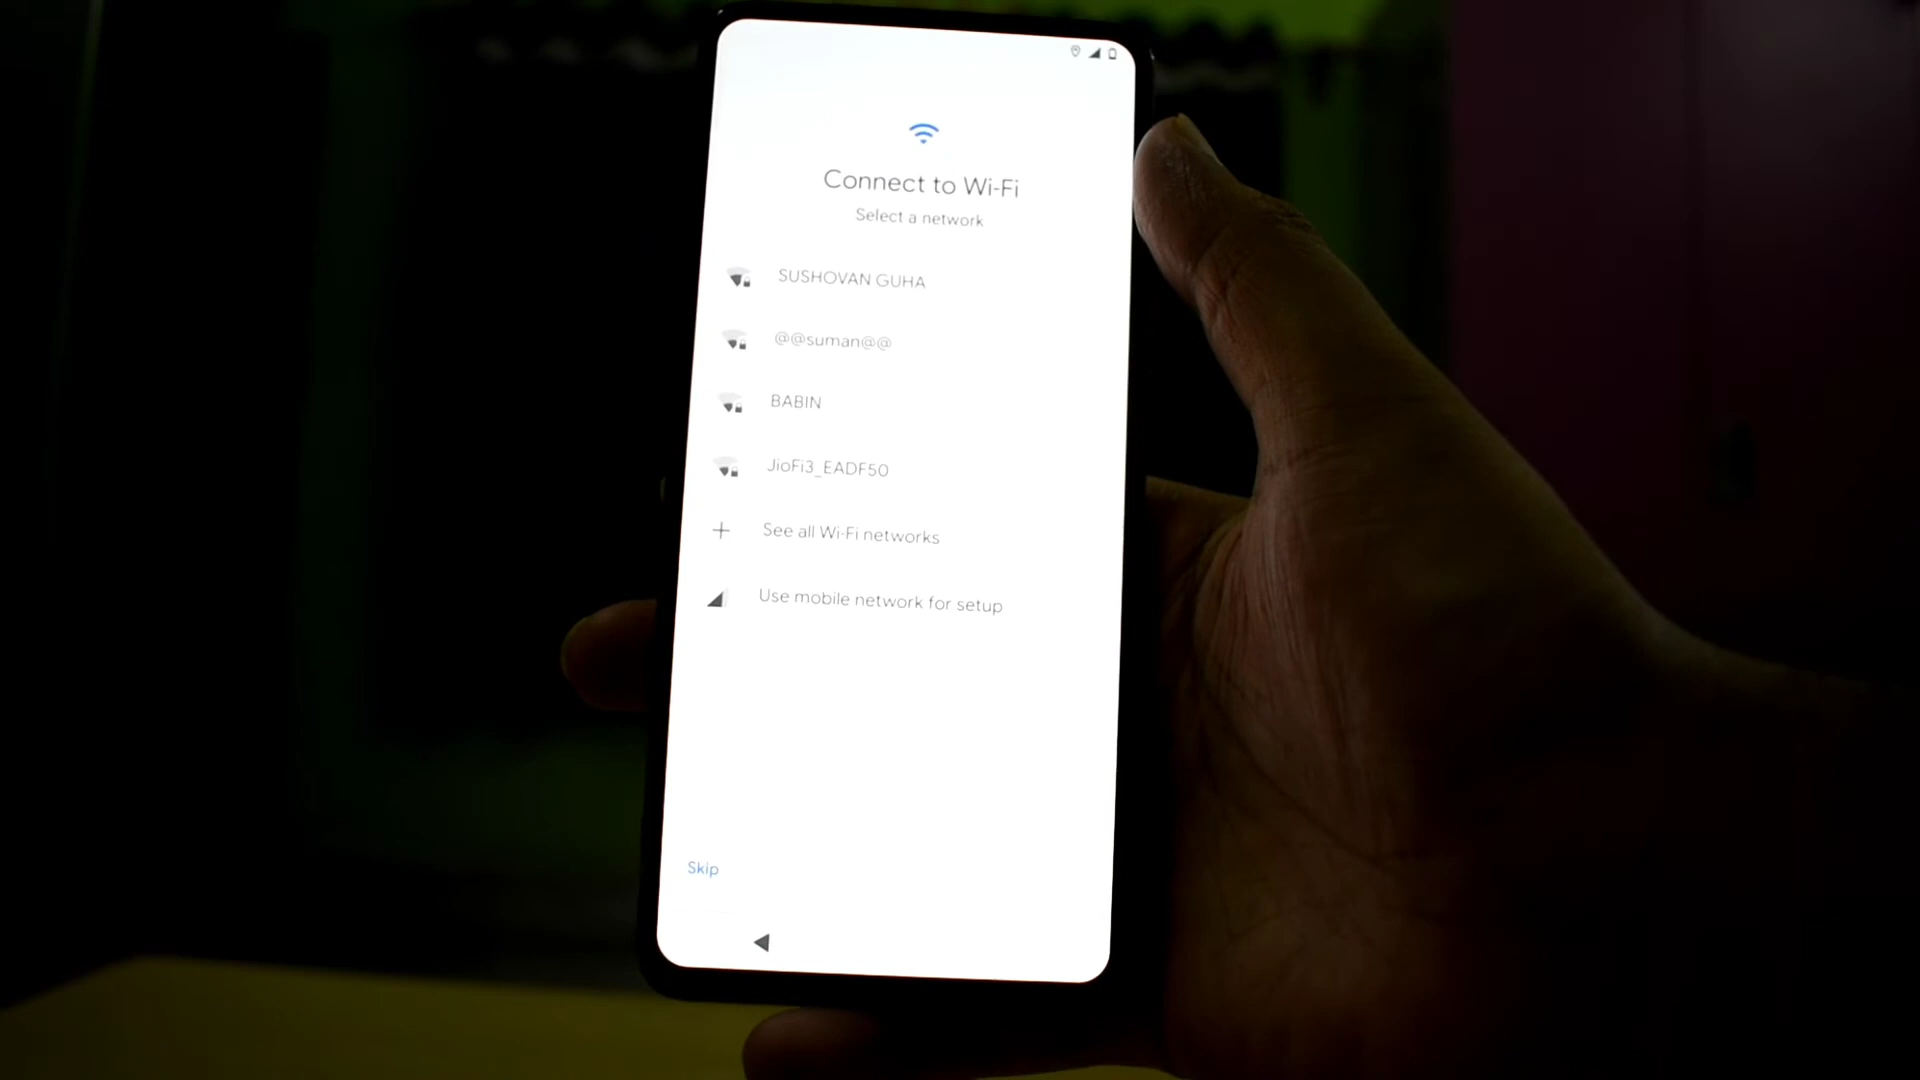 Connect to Wi-Fi
Select a network
SUSHOVAN GUHA
@@suman@@
BABIN
JioFi3_EADF50
See all Wi-Fi networks
Use mobile network for setup
Skip